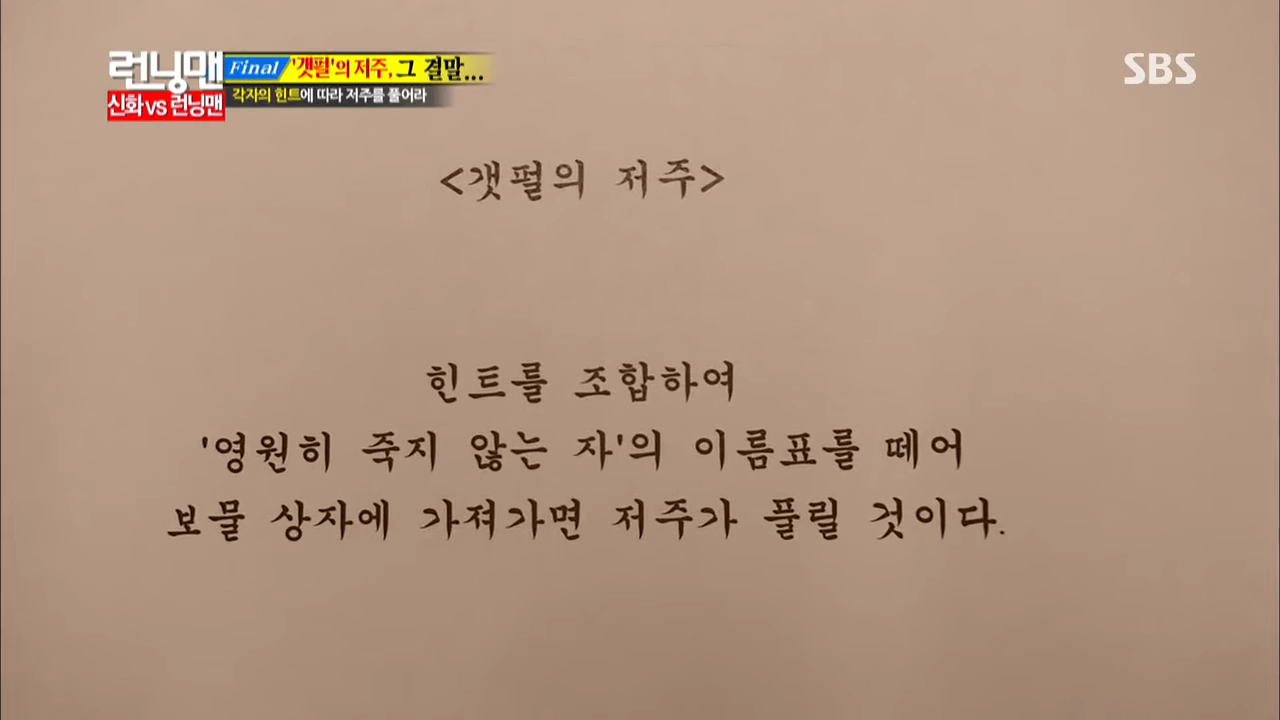 런닝맨
Final '갯펄'의 저주, 그 결말...
신화 vs 런닝맨
각자의 힌트에 따라 저주를 풀어라
SBS
<갯펄의 저주>
힌트를 조합하여
'영원히 죽지 않는 자'의 이름표를 떼어
보물 상자에 가져가면 저주가 풀릴 것이다.